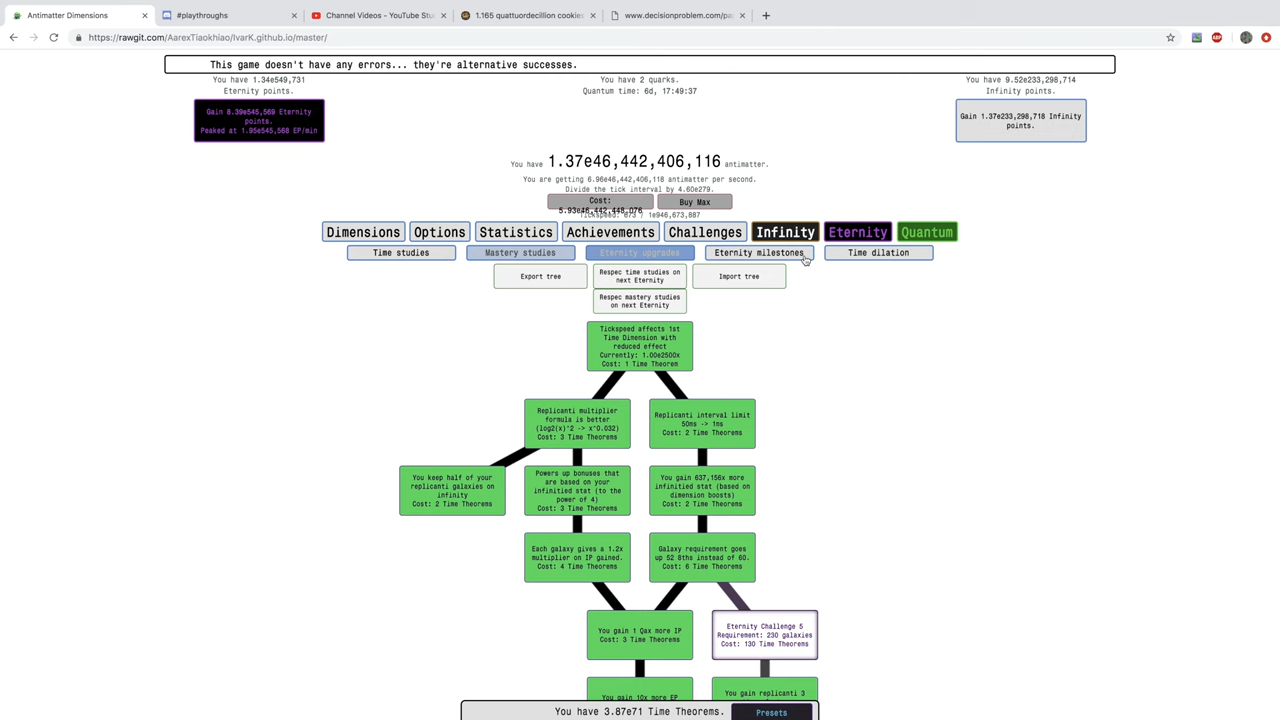 Antimatter Dimensions
#playthroughs
Channel Videos - YouTube Stu
1.165 quattuordecillion cookies
www.decisionproblem.com/pa
https://rawgit.com/AarexTiaokhiao/IvarK.github.io/master/
This game doesn't have any errors... they're alternative successes.
You have 1.34e549,731
Eternity points.
You have 2 quarks.
Quantum time: 6d, 17:49:37
You have 9.52e233,298,714
Infinity points.
Gain 8.39e545,569 Eternity
points.
Peaked at 1.95e545,568 EP/min
Gain 1.37e233,298,718 Infinity
points.
You have 1.37e46,442,406,116 antimatter.
You are getting 6.96e46,442,406,118 antimatter per second.
Divide the tick interval by 4.60e279.
Cost:
5.93e46,442,448,076
Buy Max
Tickspeed: e73 / 1e946,673,887
Dimensions
Options
Statistics
Achievements
Challenges
Infinity
Eternity
Quantum
Time studies
Mastery studies
Eternity upgrades
Eternity milestones
Time dilation
Export tree
Respec time studies on
next Eternity
Import tree
Respec mastery studies
on next Eternity
Tickspeed affects 1st
Time Dimension with
reduced effect
Currently: 1.00e2500x
Cost: 1 Time Theorem
Replicanti multiplier
formula is better
(log2(x)^2 -> x^0.032)
Cost: 3 Time Theorems
Replicanti interval limit
50ms -> 1ms
Cost: 2 Time Theorems
You keep half of your
replicanti galaxies on
infinity
Cost: 2 Time Theorems
Powers up bonuses that
are based on your
infinitied stat (to the
power of 4)
Cost: 3 Time Theorems
You gain 637,156x more
infinitied stat (based on
dimension boosts)
Cost: 2 Time Theorems
Each galaxy gives a 1.2x
multiplier on IP gained.
Cost: 4 Time Theorems
Galaxy requirement goes
up 52 8ths instead of 60.
Cost: 6 Time Theorems
You gain 1 Qax more IP
Cost: 3 Time Theorems
Eternity Challenge 5
Requirement: 230 galaxies
Cost: 130 Time Theorems
You gain 10x more EP
You gain replicanti 3
You have 3.87e71 Time Theorems.
Presets